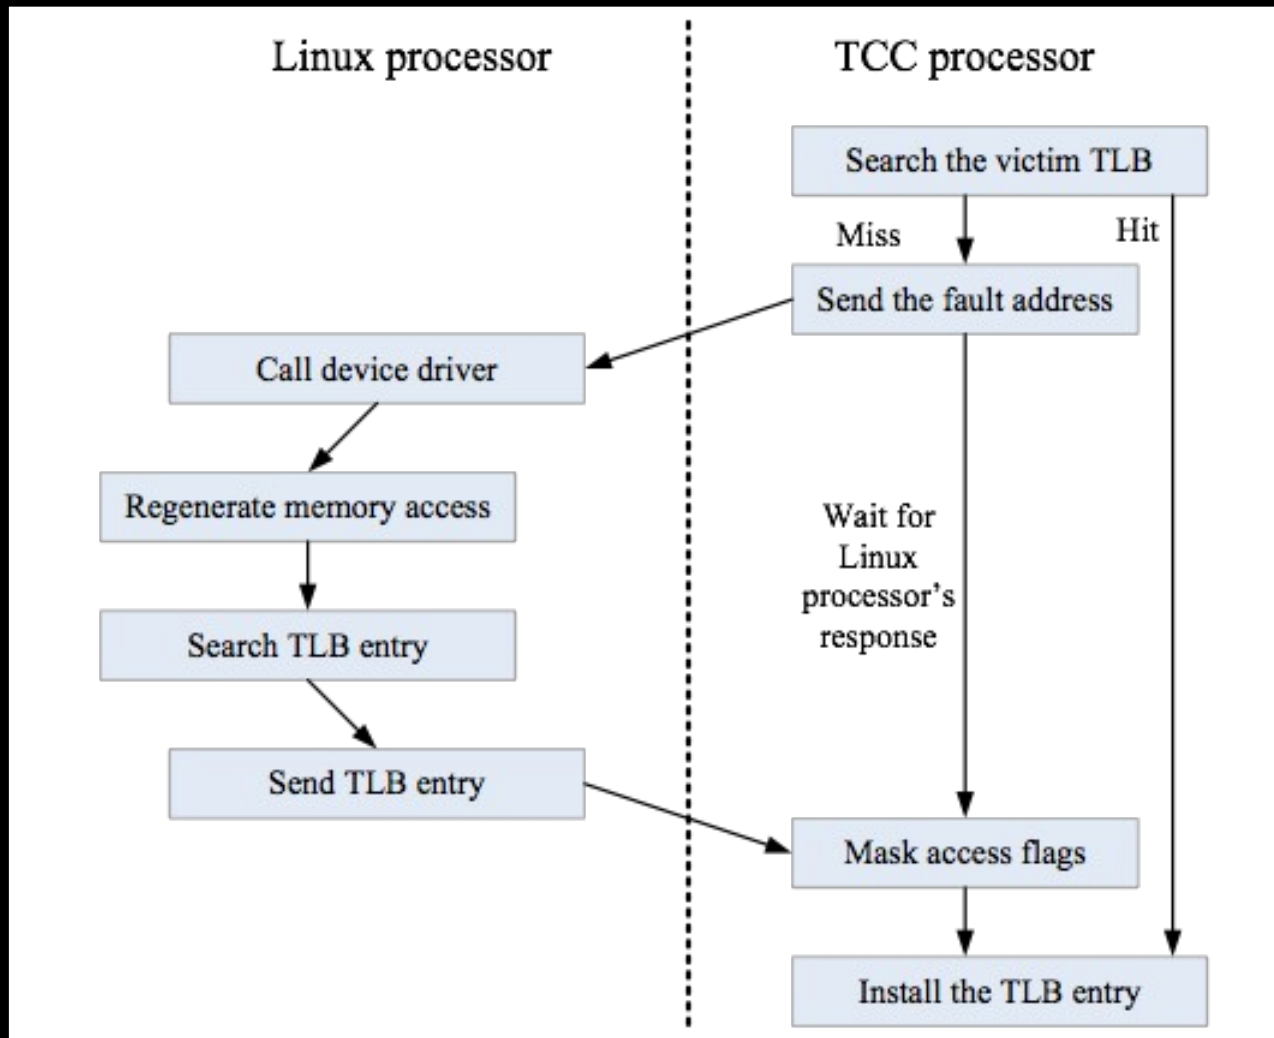 Linux processor
TCC processor
Search the victim TLB
Miss
Hit
Send the fault address
Call device driver
Regenerate memory access
Search TLB entry
Send TLB entry
Wait for
Linux
processor’s
response
Mask access flags
Install the TLB entry